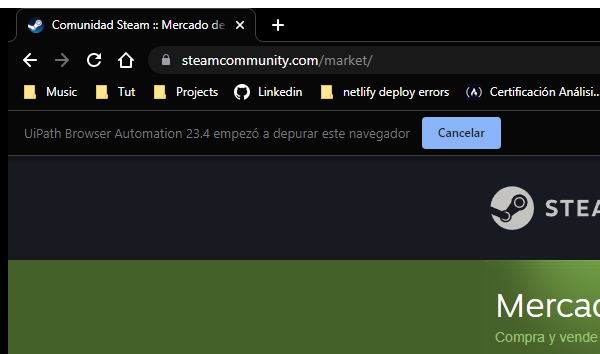 Comunidad Steam :: Mercado de
steamcommunity.com/market/
Music Tut Projects Linkedin netlify deploy errors Certificación Análisi...
UiPath Browser Automation 23.4 empezó a depurar este navegador Cancelar
STEA
Mercad
Compra y vende